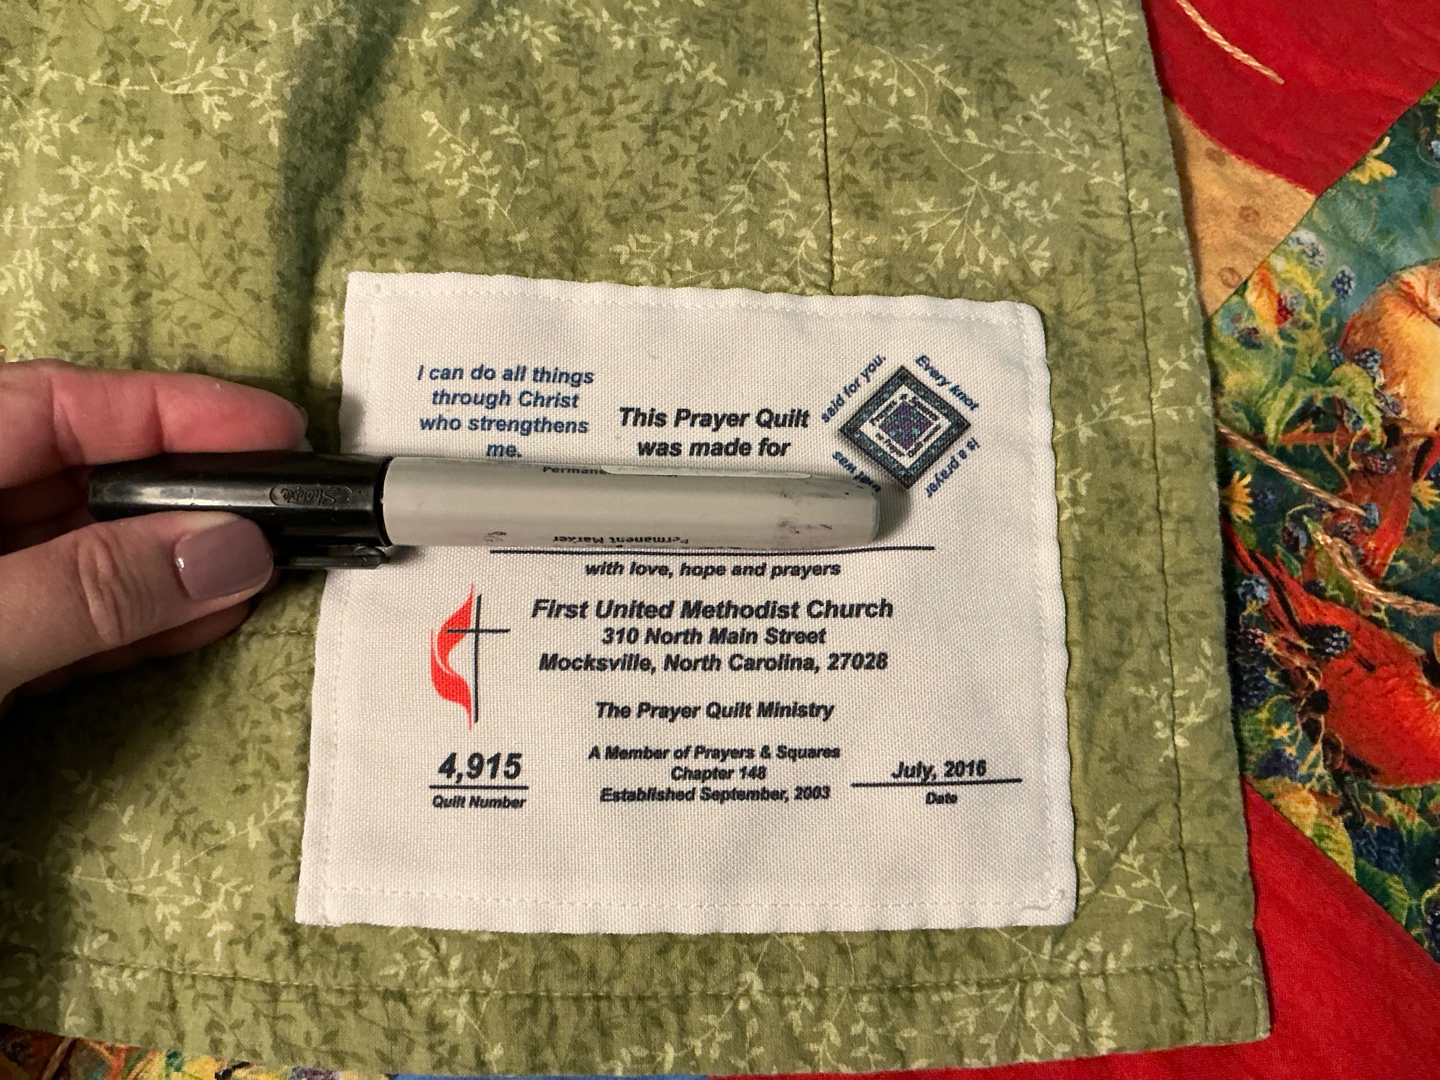 I can do all things
through Christ
who strengthens
me.
This Prayer Quilt
was made for
Every knot
is a prayer
that was
said for you.
Sharpie
Permanent Marker
with love, hope and prayers
First United Methodist Church
310 North Main Street
Mocksville, North Carolina, 27028
The Prayer Quilt Ministry
4,915
Quilt Number
A Member of Prayers & Squares
Chapter 148
Established September, 2003
July, 2016
Date